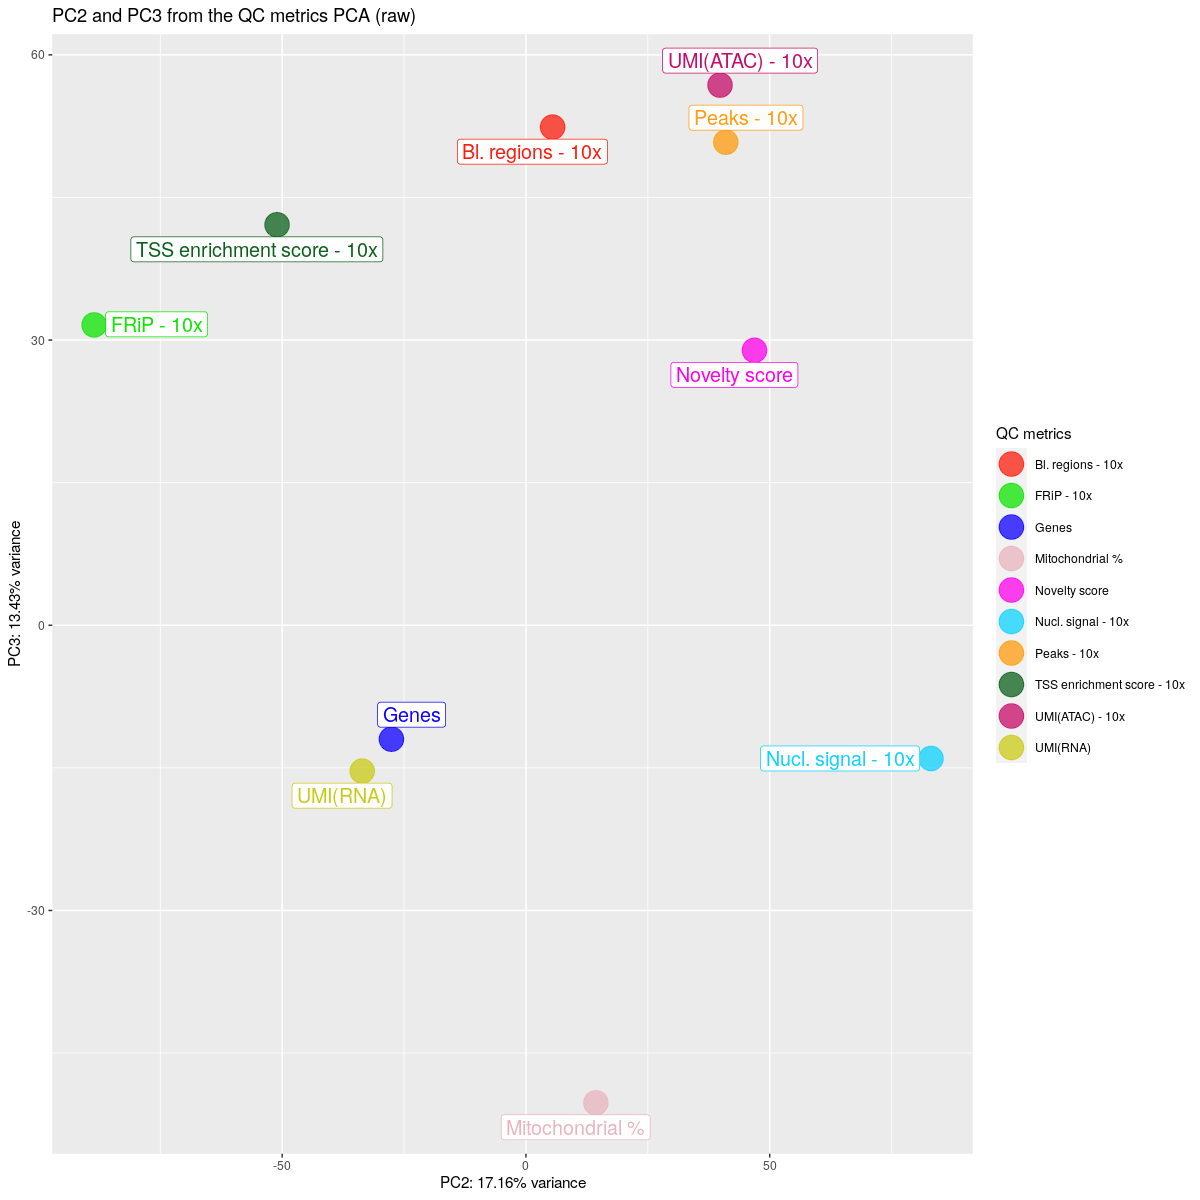 PC2 and PC3 from the QC metrics PCA (raw)
60
UMI(ATAC) - 10x
Peaks - 10x
Bl. regions - 10x
TSS enrichment score - 10x
FRiP - 10x
30
Novelty score
QC metrics
Bl. regions - 10x
FRiP - 10x
Genes
Mitochondrial %
Novelty score
Nucl. signal - 10x
Peaks - 10x
TSS enrichment score - 10x
UMI(ATAC) - 10x
UMI(RNA)
PC3: 13.43% variance
0
Genes
Nucl. signal - 10x
UMI(RNA)
-30
Mitochondrial %
-50
0
50
PC2: 17.16% variance